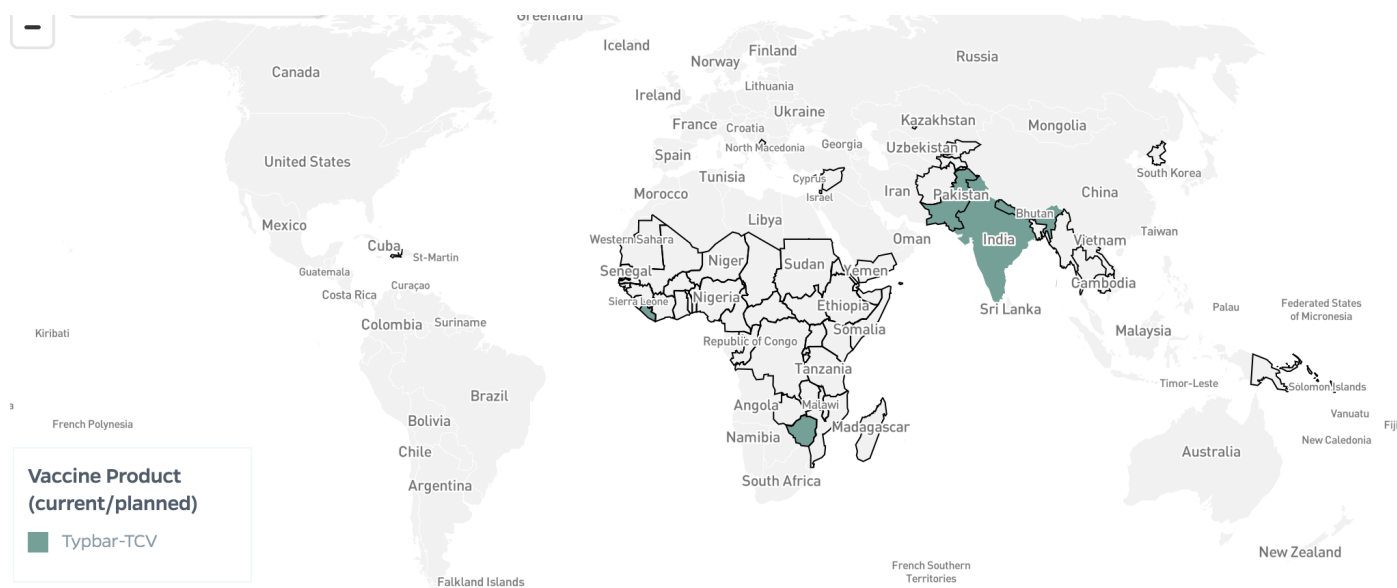 Greenland
−
Iceland
Finland
Norway
Russia
Canada
Lithuania
Ireland
Ukraine
Kazakhstan
France
Croatia
Mongolia
Georgia
North Macedonia
Uzbekistan
Spain
United States
South Korea
Tunisia
Cyprus
Morocco
Iran
Pakistan
China
Israel
Libya
Bhutan
Mexico
Taiwan
Western Sahara
Oman
India
Vietnam
Cuba
St-Martin
Niger
Sudan
Guatemala
Senegal
Yemen
Curaçao
Cambodia
Costa Rica
Sierra Leone
Nigeria
Ethiopia
Palau
Federated States
of Micronesia
Sri Lanka
Colombia
Suriname
Somalia
Malaysia
Kiribati
Republic of Congo
Tanzania
Timor-Leste
Solomon Islands
Brazil
a
Angola
Malawi
Vanuatu
Bolivia
Madagascar
French Polynesia
Fiji
Namibia
New Caledonia
Chile
Australia
South Africa
Argentina
Vaccine Product
(current/planned)
Typbar-TCV
New Zealand
French Southern
Territories
Falkland Islands